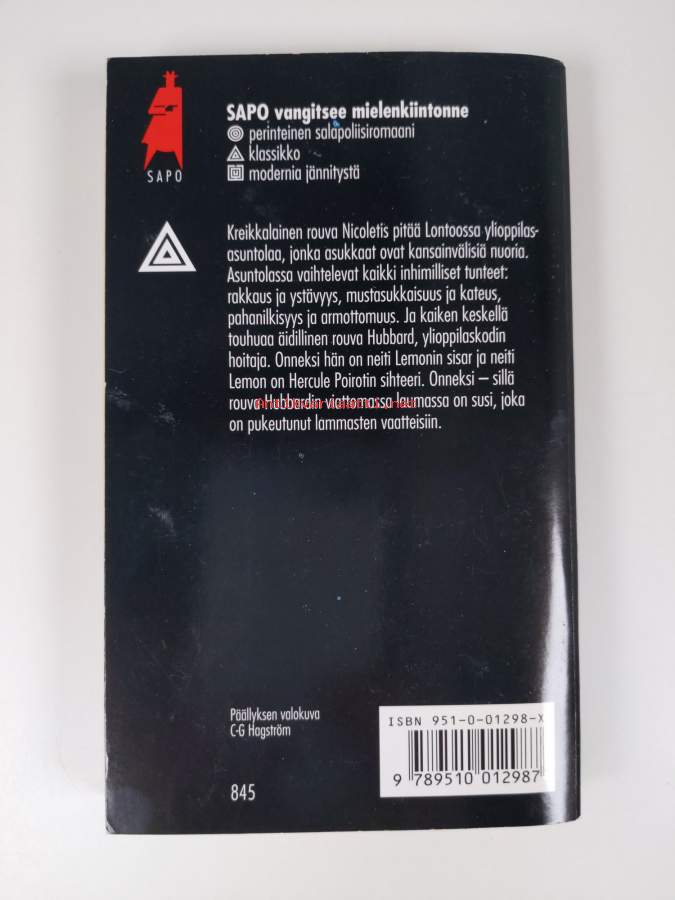 SAPO vangitsee mielenkiintonne
perinteinen salapoliisiromaani
klassikko
modernia jännitystä
SAPO
Kreikkalainen rouva Nicoletis pitää Lontoossa ylioppilas-
asuntolaa, jonka asukkaat ovat kansainvälisiä nuoria.
Asuntolassa vaihtelevat kaikki inhimilliset tunteet:
rakkaus ja ystävyys, mustasukkaisuus ja kateus,
pahanilkisyys ja armottomuus. Ja kaiken keskellä
touhuaa äidillinen rouva Hubbard, ylioppilaskodin
hoitaja. Onneksi hän on neiti Lemonin sisar ja neiti
Lemon on Hercule Poirotin sihteeri. Onneksi – sillä
rouva Hubbardin viattomassa laumassa on susi, joka
on pukeutunut lammasten vaatteisiin.
Päällyksen valokuva
C-G Hagström
845
ISBN 951-0-01298-X
9 789510 012987